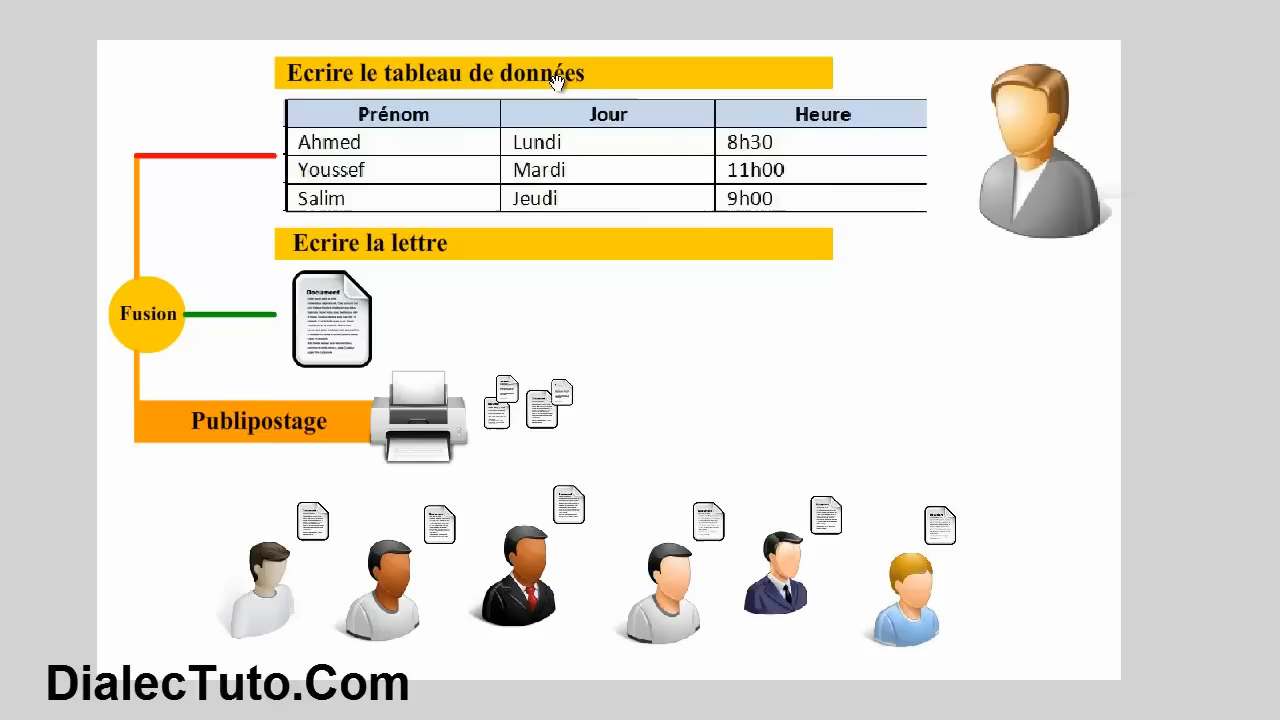 Ecrire le tableau de données
Prénom Jour Heure
Ahmed Lundi 8h30
Youssef Mardi 11h00
Salim Jeudi 9h00
Ecrire la lettre
Document
Fusion
Publipostage
DialecTuto.Com